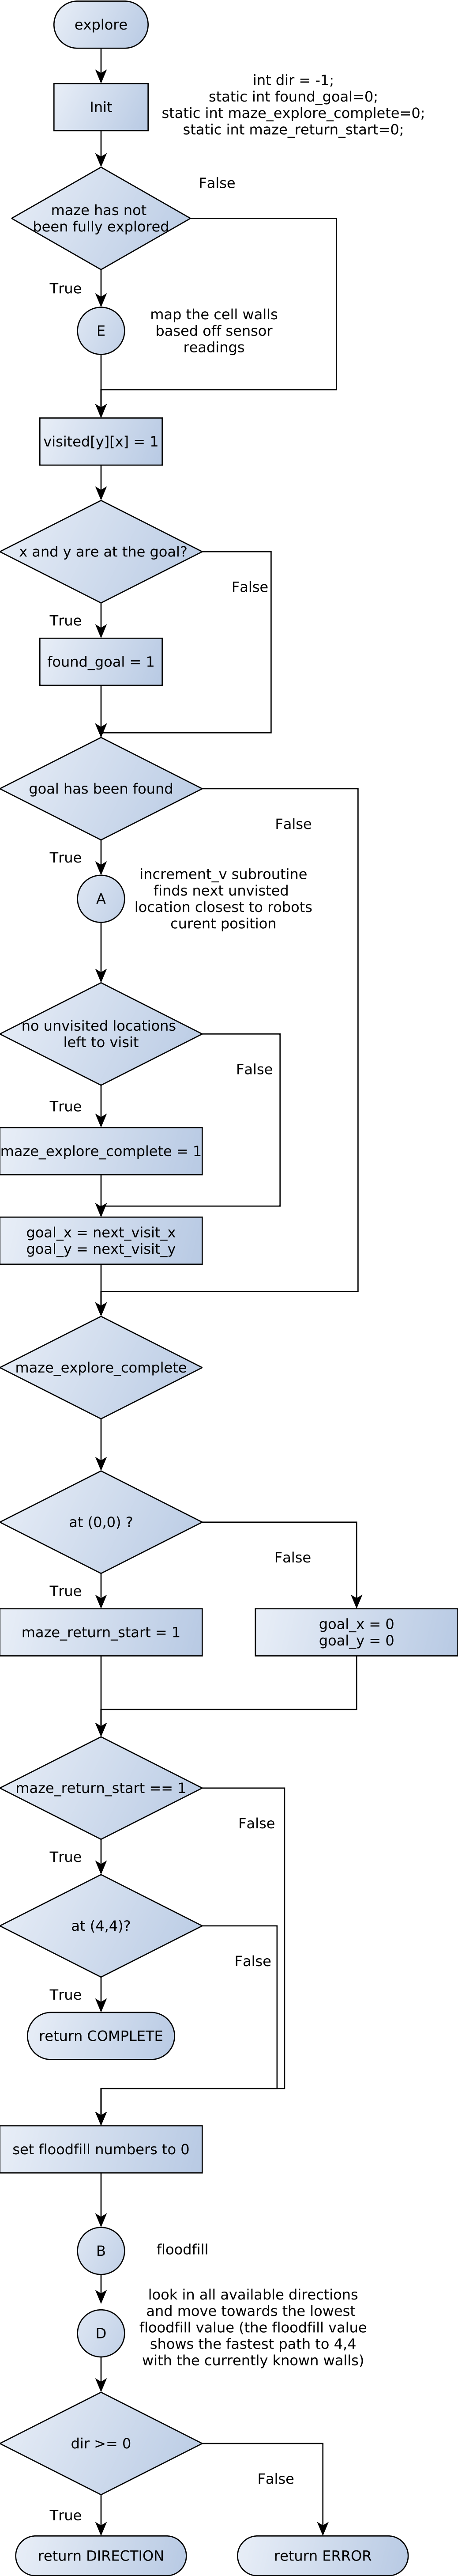 explore
Init
int dir = -1;
static int found_goal=0;
static int maze_explore_complete=0;
static int maze_return_start=0;
False
maze has not
been fully explored
True
E
map the cell walls
based off sensor
readings
visited[y][x] = 1
x and y are at the goal?
False
True
found_goal = 1
goal has been found
False
True
A
increment_v subroutine
finds next unvisted
location closest to robots
curent position
no unvisited locations
left to visit
False
True
maze_explore_complete = 1
goal_x = next_visit_x
goal_y = next_visit_y
maze_explore_complete
at (0,0) ?
False
True
maze_return_start = 1
goal_x = 0
goal_y = 0
maze_return_start == 1
False
True
at (4,4)?
False
True
return COMPLETE
set floodfill numbers to 0
B
floodfill
look in all available directions
and move towards the lowest
floodfill value (the floodfill value
shows the fastest path to 4,4
with the currently known walls)
D
dir >= 0
False
True
return DIRECTION
return ERROR